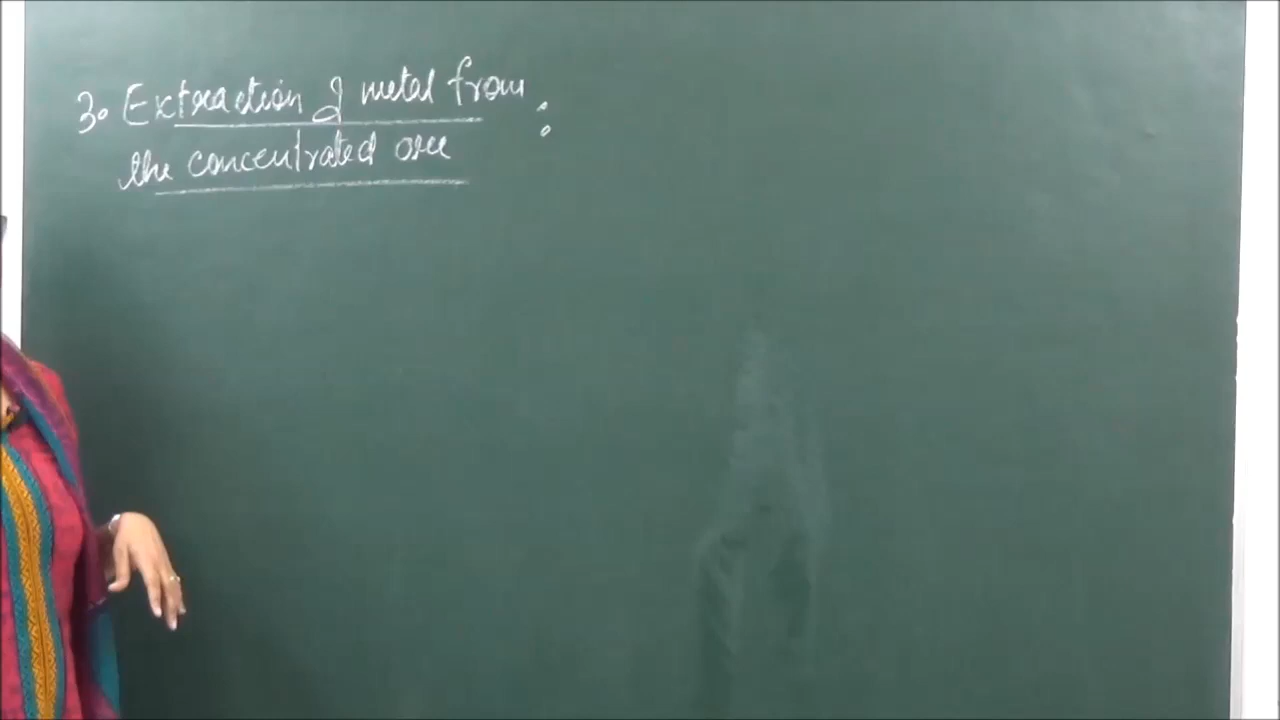 3. Extraction of metal from :
the concentrated ore